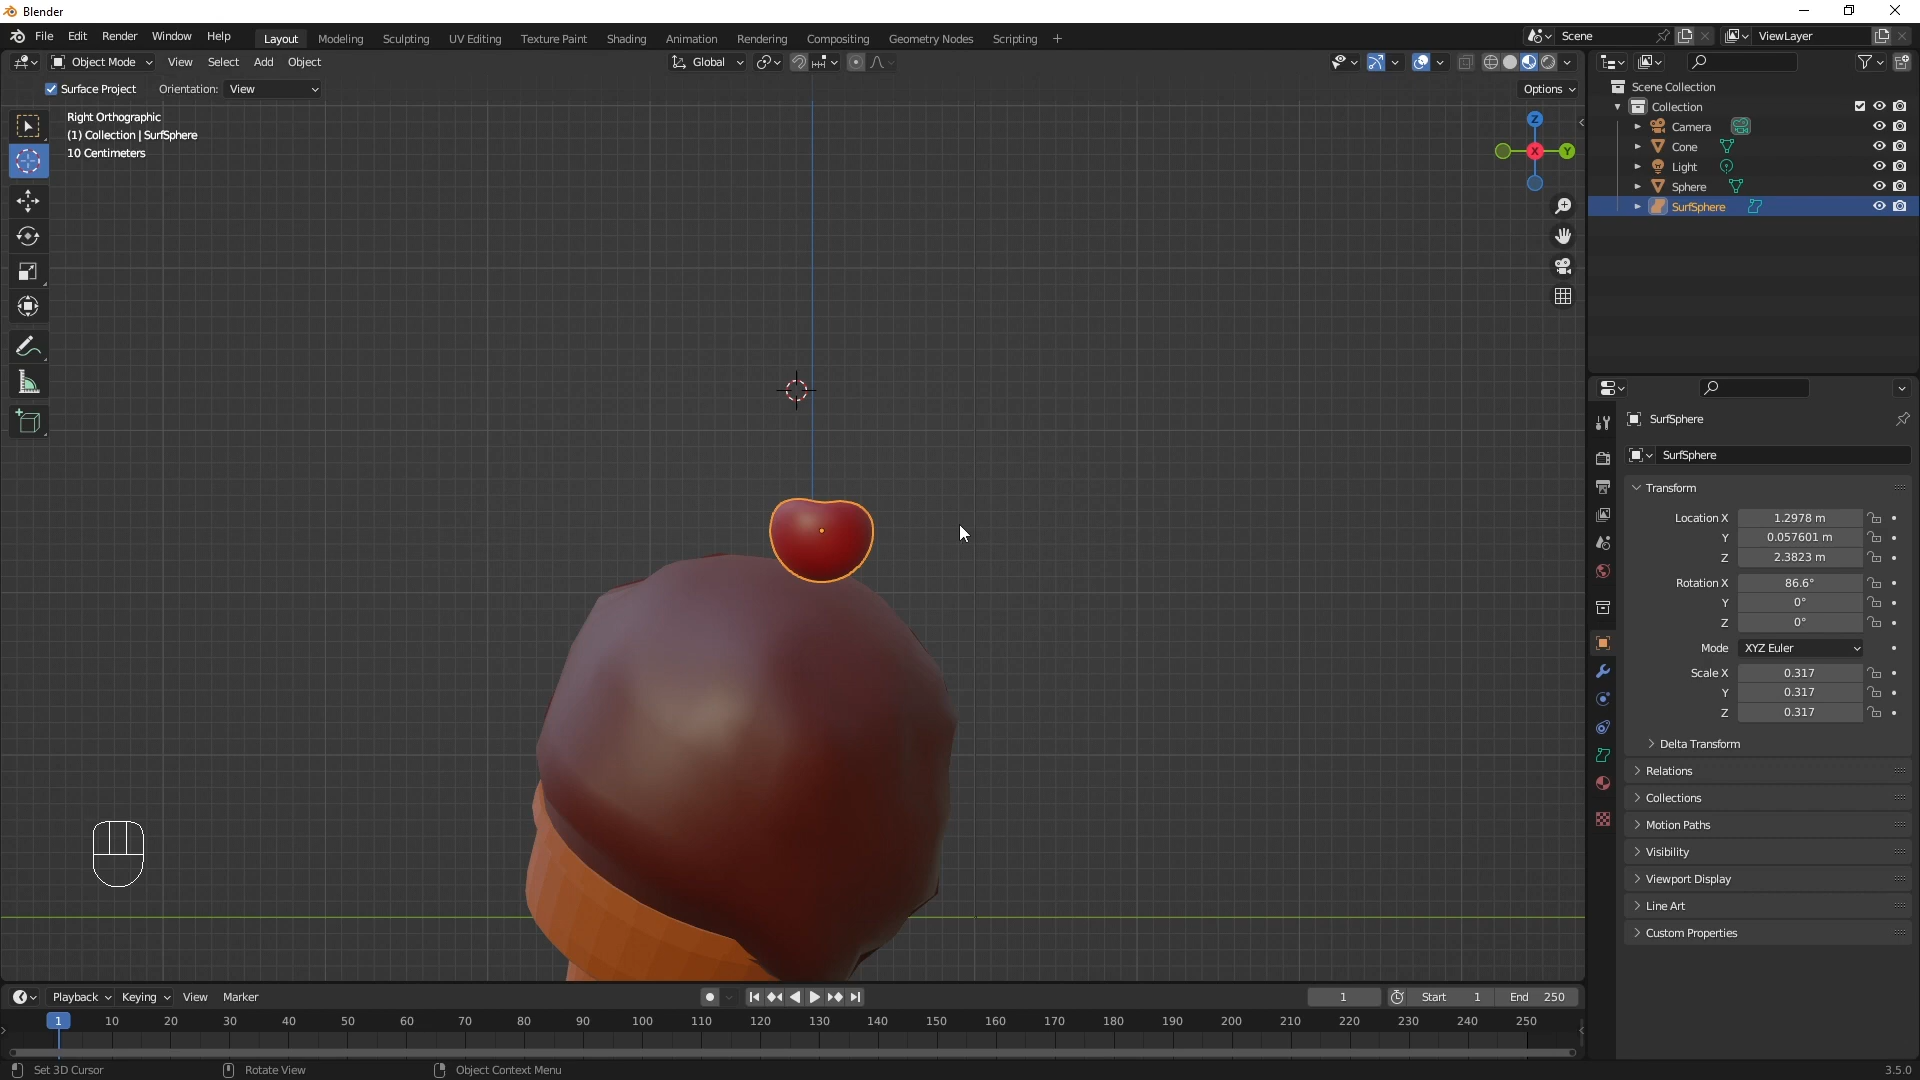 Blender
File Edit Render Window Help Layout Modeling Sculpting UV Editing Texture Paint Shading Animation Rendering Compositing Geometry Nodes Scripting + Scene ViewLayer
Object Mode View Select Add Object Global
Surface Project Orientation: View Options
Right Orthographic
(1) Collection | SurfSphere
10 Centimeters
Z
X
Y
Scene Collection
Collection
Camera
Cone
Light
Sphere
SurfSphere
SurfSphere
SurfSphere
Transform
Location X 1.2978 m
Y 0.057601 m
Z 2.3823 m
Rotation X 86.6°
Y 0°
Z 0°
Mode XYZ Euler
Scale X 0.317
Y 0.317
Z 0.317
Delta Transform
Relations
Collections
Motion Paths
Visibility
Viewport Display
Line Art
Custom Properties
Playback Keying View Marker 1 Start 1 End 250
1 10 20 30 40 50 60 70 80 90 100 110 120 130 140 150 160 170 180 190 200 210 220 230 240 250
Set 3D Cursor Rotate View Object Context Menu 3.5.0